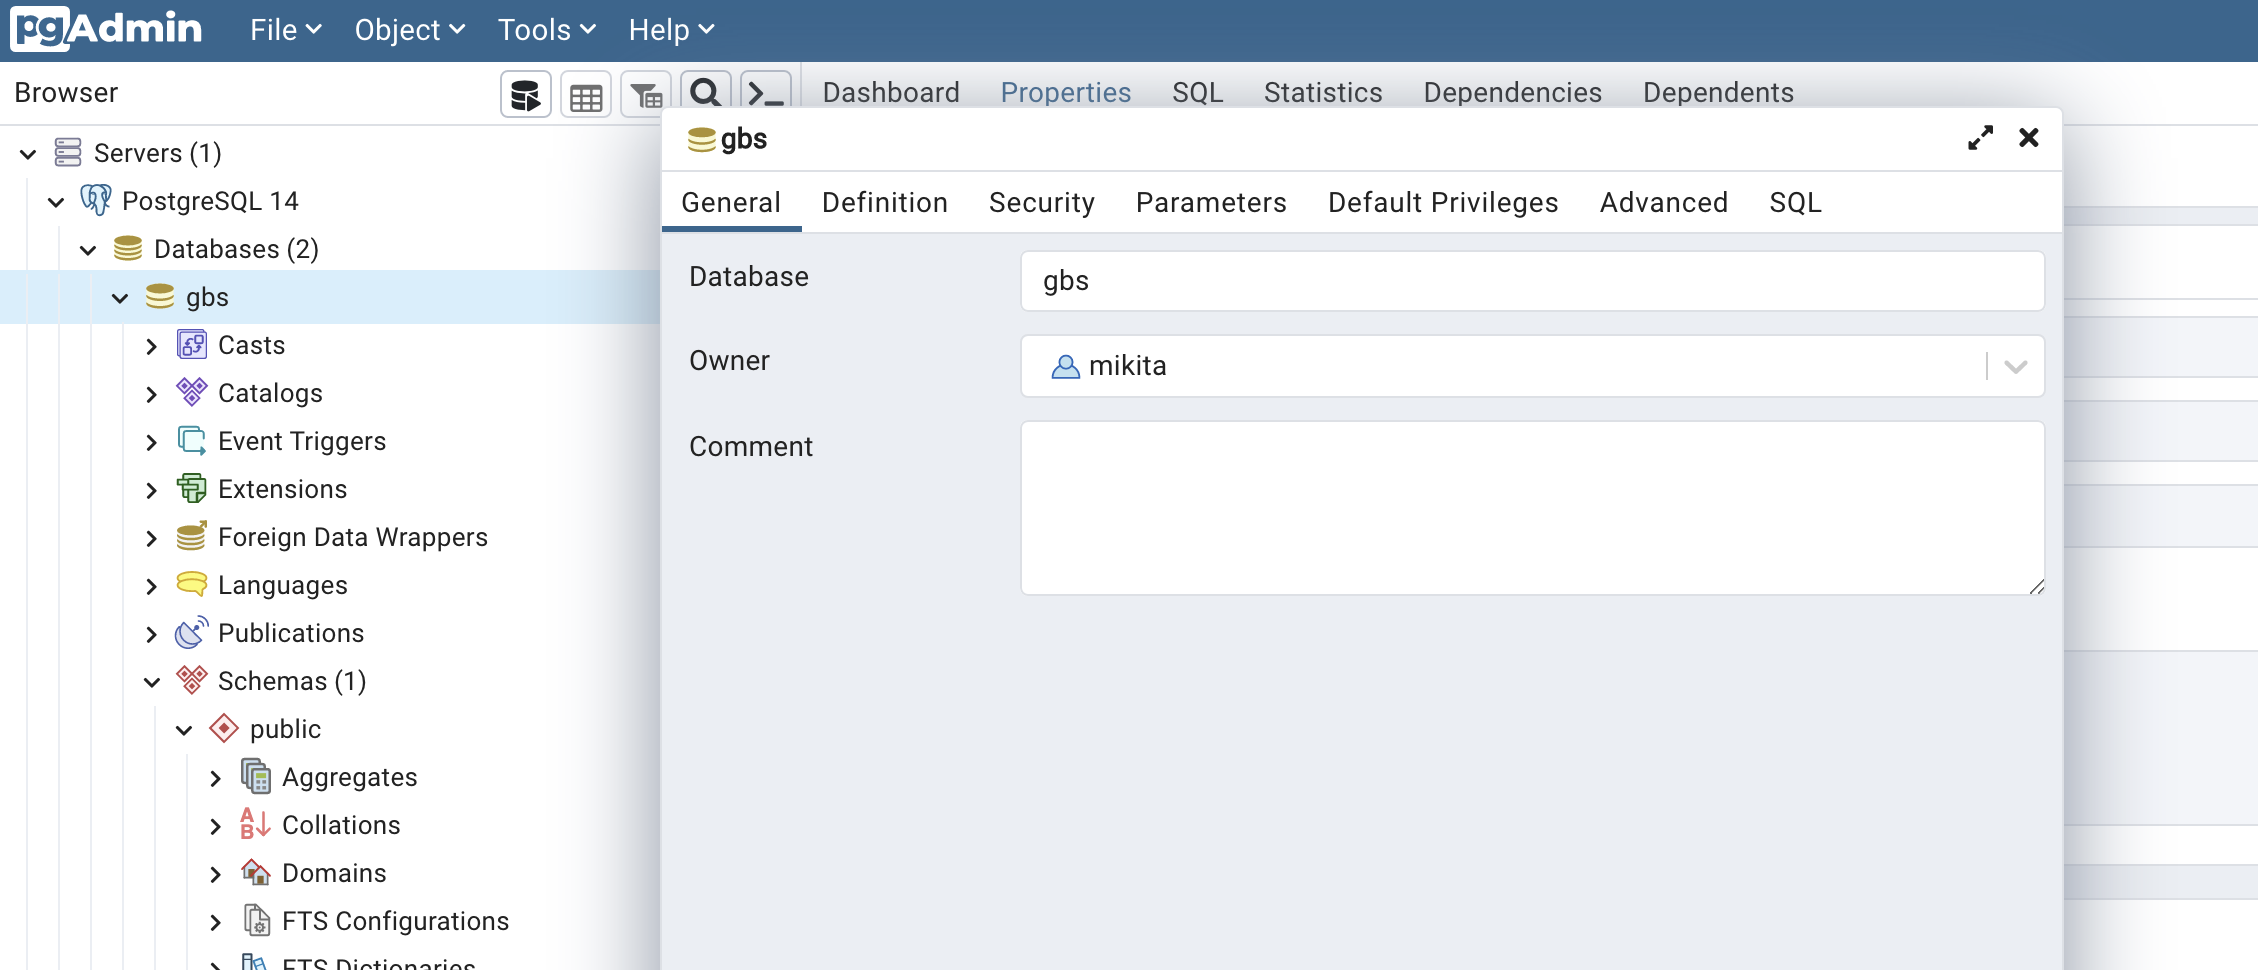 pgAdmin File Object Tools Help
Browser
Dashboard Properties SQL Statistics Dependencies Dependents
Servers (1)
PostgreSQL 14
Databases (2)
gbs
Casts
Catalogs
Event Triggers
Extensions
Foreign Data Wrappers
Languages
Publications
Schemas (1)
public
Aggregates
Collations
Domains
FTS Configurations
FTS Dictionaries
gbs
General Definition Security Parameters Default Privileges Advanced SQL
Database gbs
Owner mikita
Comment